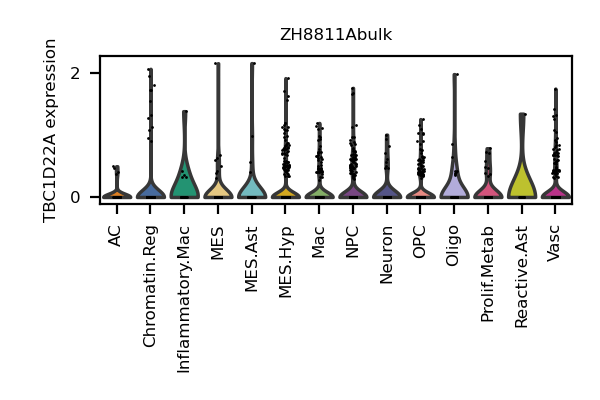 ZH8811Abulk
TBC1D22A expression
2
0
AC
Chromatin.Reg
Inflammatory.Mac
MES
MES.Ast
MES.Hyp
Mac
NPC
Neuron
OPC
Oligo
Prolif.Metab
Reactive.Ast
Vasc